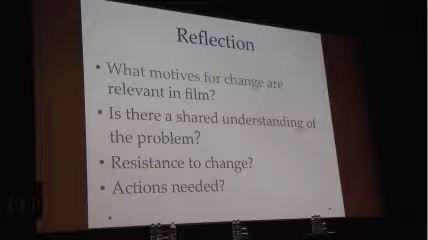 Reflection
• What motives for change are
relevant in film?
• Is there a shared understanding of
the problem?
• Resistance to change?
• Actions needed?